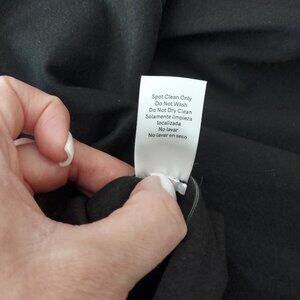 Spot Clean Only
Do Not Wash
Do Not Dry Clean
Solamente limpieza
localizada
No lavar
No lavar en seco